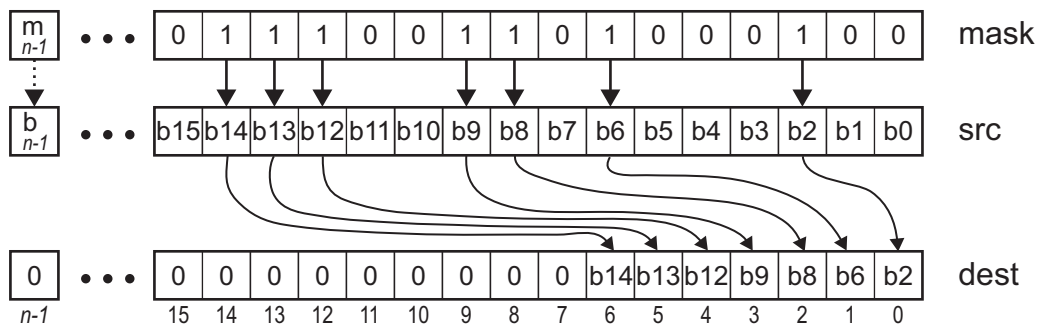 m n-1 • • • 0 1 1 1 0 0 1 1 0 1 0 0 0 1 0 0 mask
b n-1 • • • b15 b14 b13 b12 b11 b10 b9 b8 b7 b6 b5 b4 b3 b2 b1 b0 src
0 • • • 0 0 0 0 0 0 0 0 0 b14 b13 b12 b9 b8 b6 b2 dest
n-1 15 14 13 12 11 10 9 8 7 6 5 4 3 2 1 0